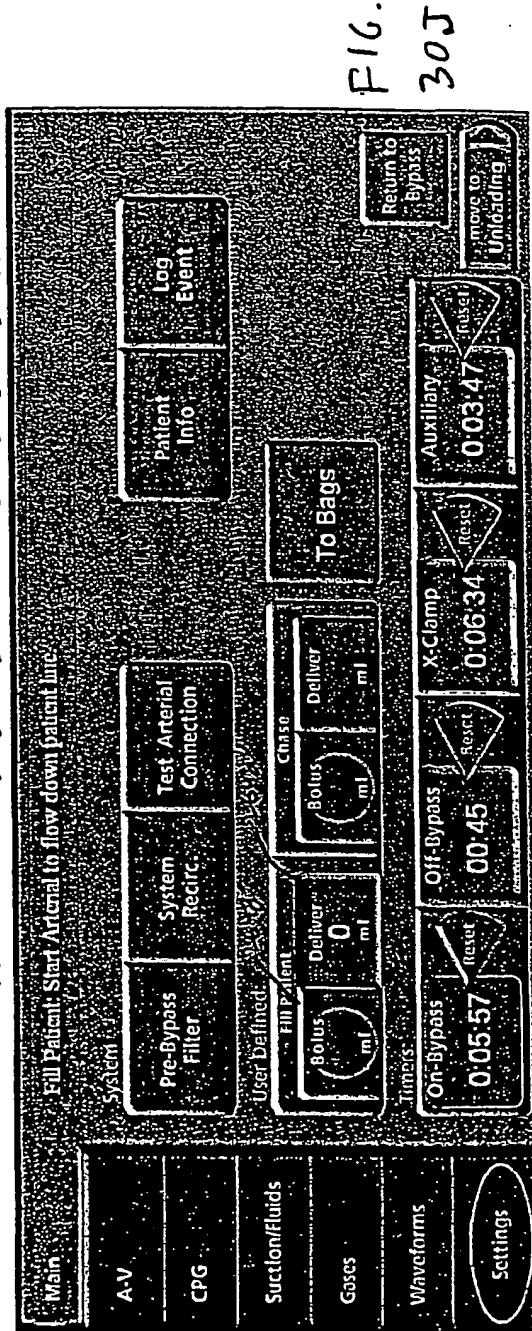 Main
A-V
CPG
Suction/Fluids
Gases
Waveforms
Settings
Fill Patient: Start Arterial to flow down patient line.
System
Pre-Bypass
Filter
System
Recirc.
Test Arterial
Connection
Patient
Info
Log
Event
User Defined
Fill Patient
Bolus
ml
Deliver
0
ml
Chase
Bolus
ml
Deliver
ml
To Bags
Timers
On-Bypass
0:05:57
Reset
Off-Bypass
00:45
Reset
X-Clamp
0:06:34
Reset
Auxiliary
0:03:47
Reset
Return to
Bypass
Move to
Unloading
FIG.
30J